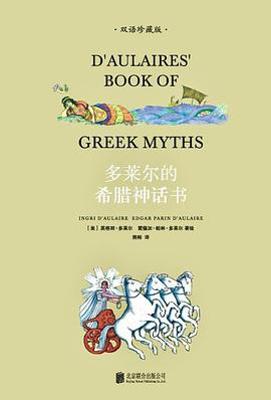 ·双语珍藏版·
D'AULAIRES'
BOOK OF
GREEK MYTHS
多莱尔的
希腊神话书
INGRI D'AULAIRE EDGAR PARIN D'AULAIRE
[美] 英格丽·多莱尔 爱德加·帕林·多莱尔 著绘
北京联合出版公司